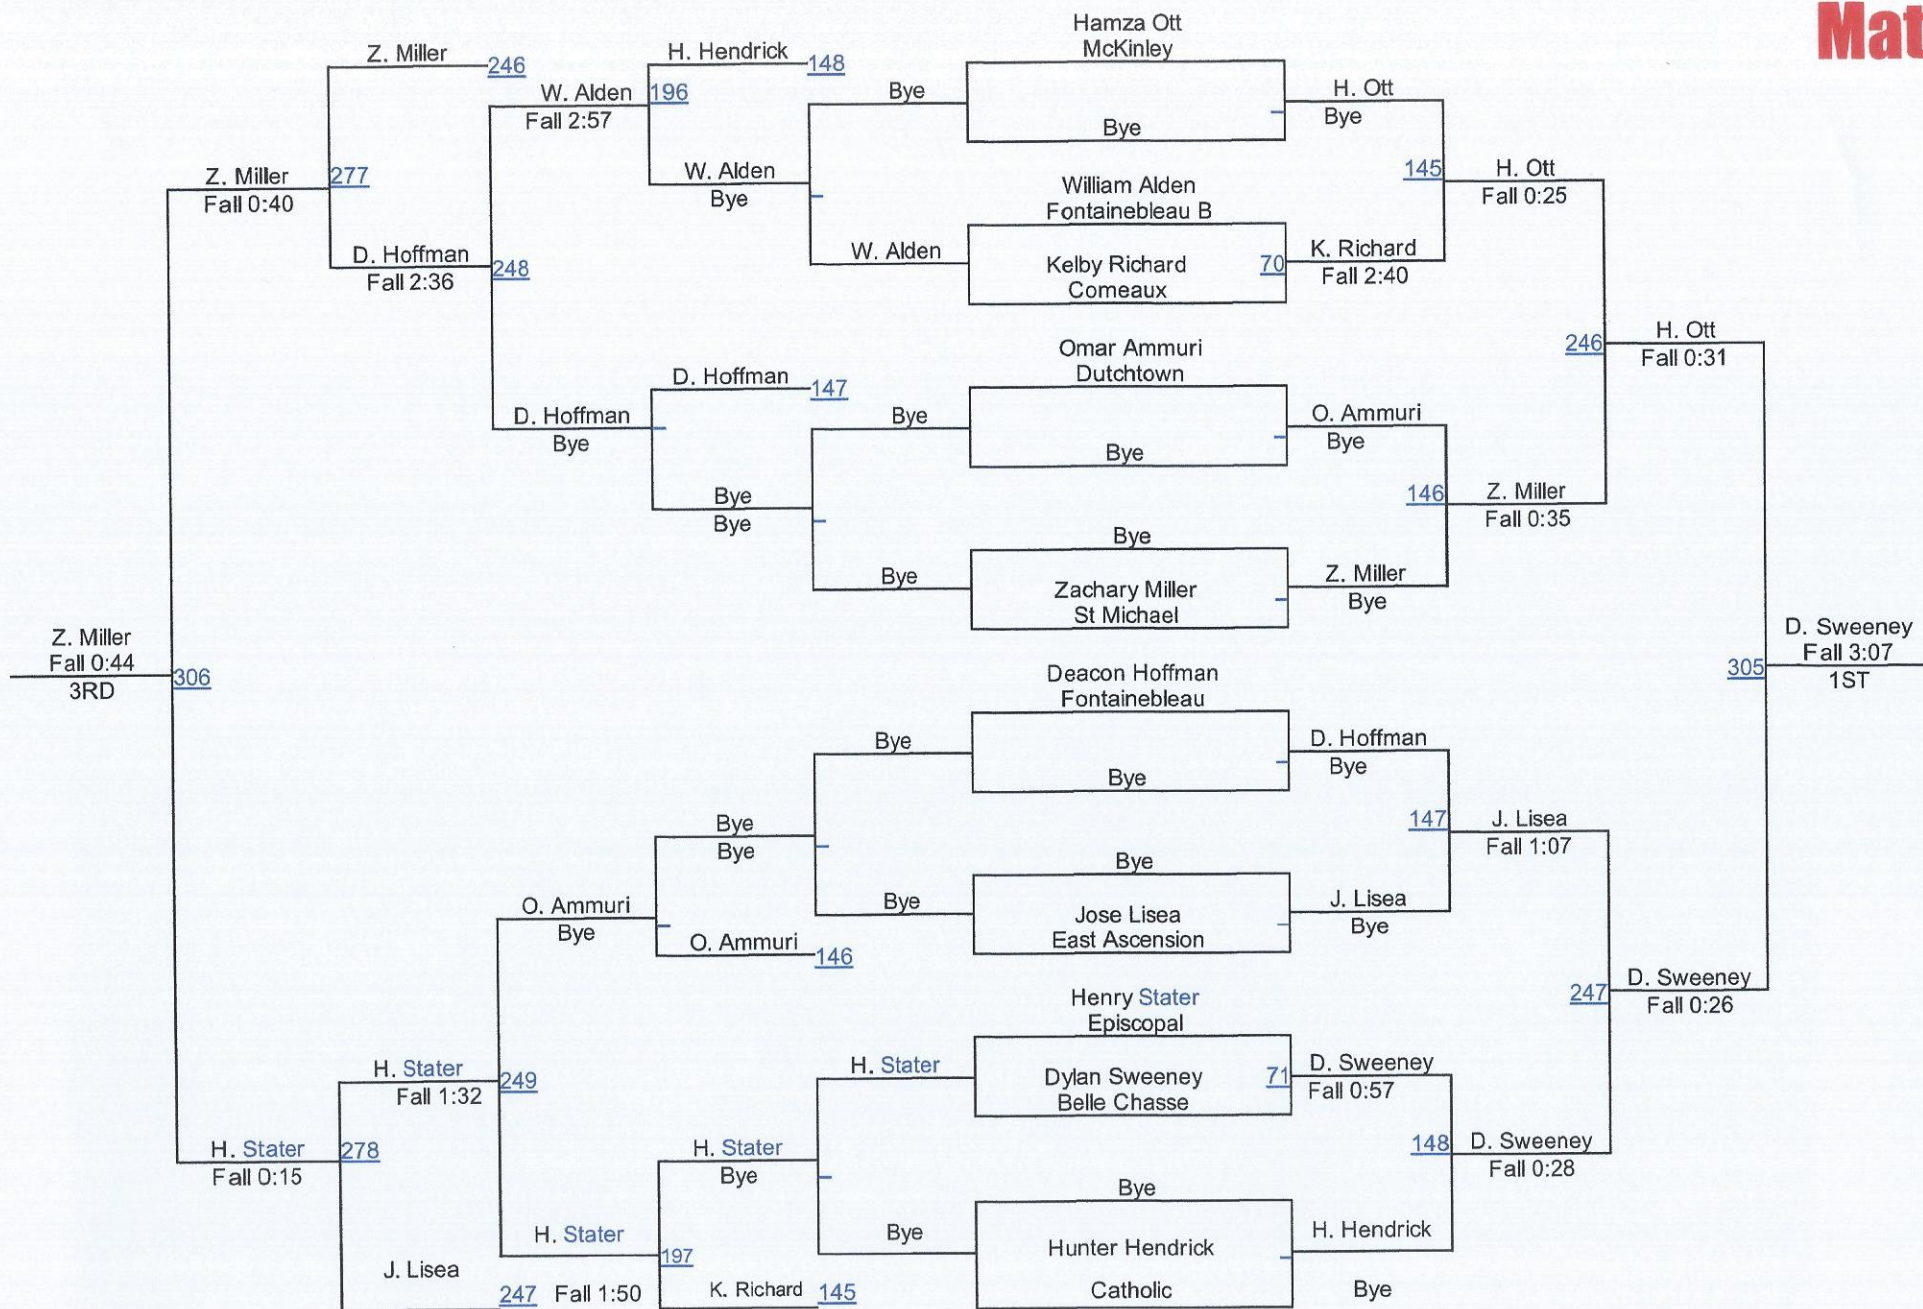 Mat
Hamza Ott
McKinley
Z. Miller
246
H. Hendrick
148
W. Alden
196
Fall 2:57
Bye
Bye
H. Ott
Bye
Z. Miller
277
Fall 0:40
W. Alden
Bye
William Alden
Fontainebleau B
145
H. Ott
Fall 0:25
D. Hoffman
Fall 2:36
248
W. Alden
Kelby Richard
Comeaux
70
K. Richard
Fall 2:40
Omar Ammuri
Dutchtown
246
H. Ott
Fall 0:31
D. Hoffman
147
D. Hoffman
Bye
Bye
Bye
O. Ammuri
Bye
Bye
Bye
146
Z. Miller
Fall 0:35
Bye
Bye
Zachary Miller
St Michael
Z. Miller
Bye
Z. Miller
Fall 0:44
3RD
306
D. Sweeney
Fall 3:07
1ST
305
Deacon Hoffman
Fontainebleau
Bye
Bye
D. Hoffman
Bye
Bye
Bye
147
J. Lisea
Fall 1:07
Bye
O. Ammuri
Bye
Bye
Jose Lisea
East Ascension
J. Lisea
Bye
O. Ammuri
146
Henry Stater
Episcopal
247
D. Sweeney
Fall 0:26
H. Stater
Fall 1:32
249
H. Stater
Dylan Sweeney
Belle Chasse
71
D. Sweeney
Fall 0:57
H. Stater
Fall 0:15
278
H. Stater
Bye
148
D. Sweeney
Fall 0:28
Bye
H. Stater
197
Bye
Hunter Hendrick
Catholic
H. Hendrick
Bye
J. Lisea
247
Fall 1:50
K. Richard
145